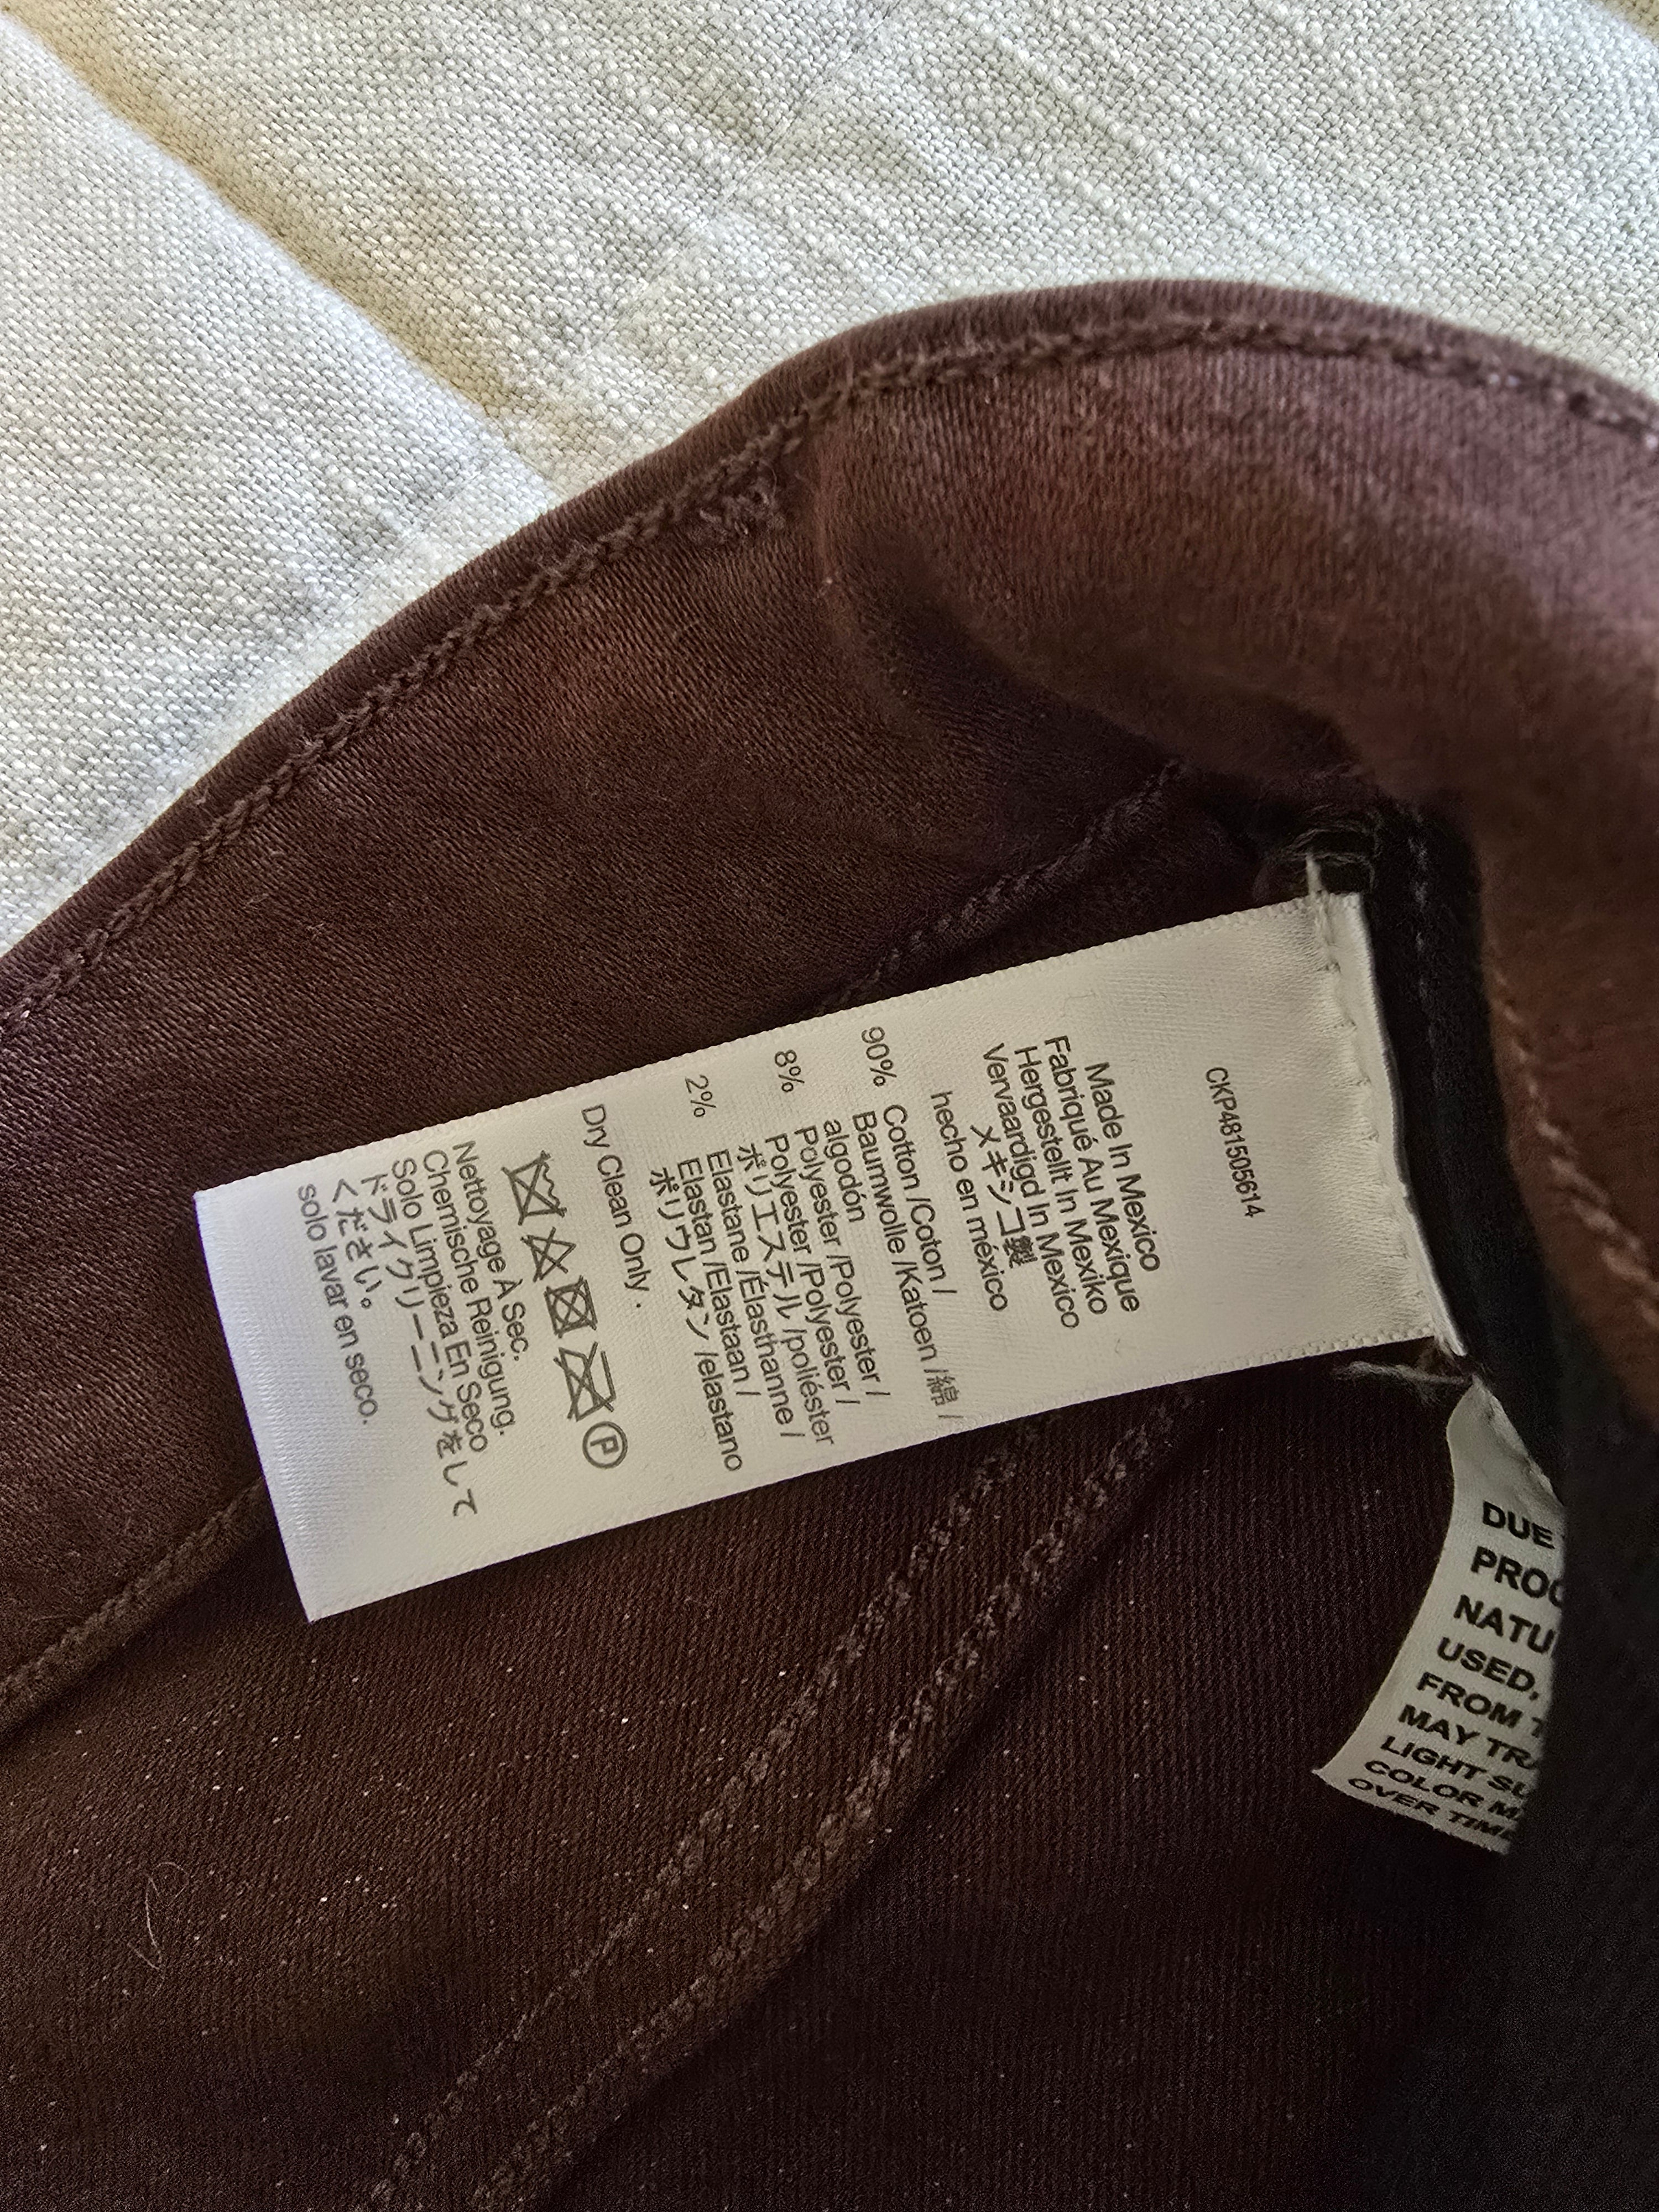 CKP481505614
Made In Mexico
Fabriqué Au Mexique
Hergestellt In Mexiko
Vervaardigd In Mexico
メキシコ製
hecho en méxico
90% Cotton /Coton /
Baumwolle /Katoen /綿 /
algodón
8% Polyester /Polyester /
Polyester /Polyester /
ポリエステル /poliéster
2% Elastane /Élasthanne /
Elastan /Elastaan /
ポリウレタン /elastano
Dry Clean Only .
P
Nettoyage À Sec.
Chemische Reinigung.
Solo Limpieza En Seco
ドライクリーニングをして
ください。
solo lavar en seco.
DUE
USED,
FROM
MAY
LIGHT
COLOR
OVER